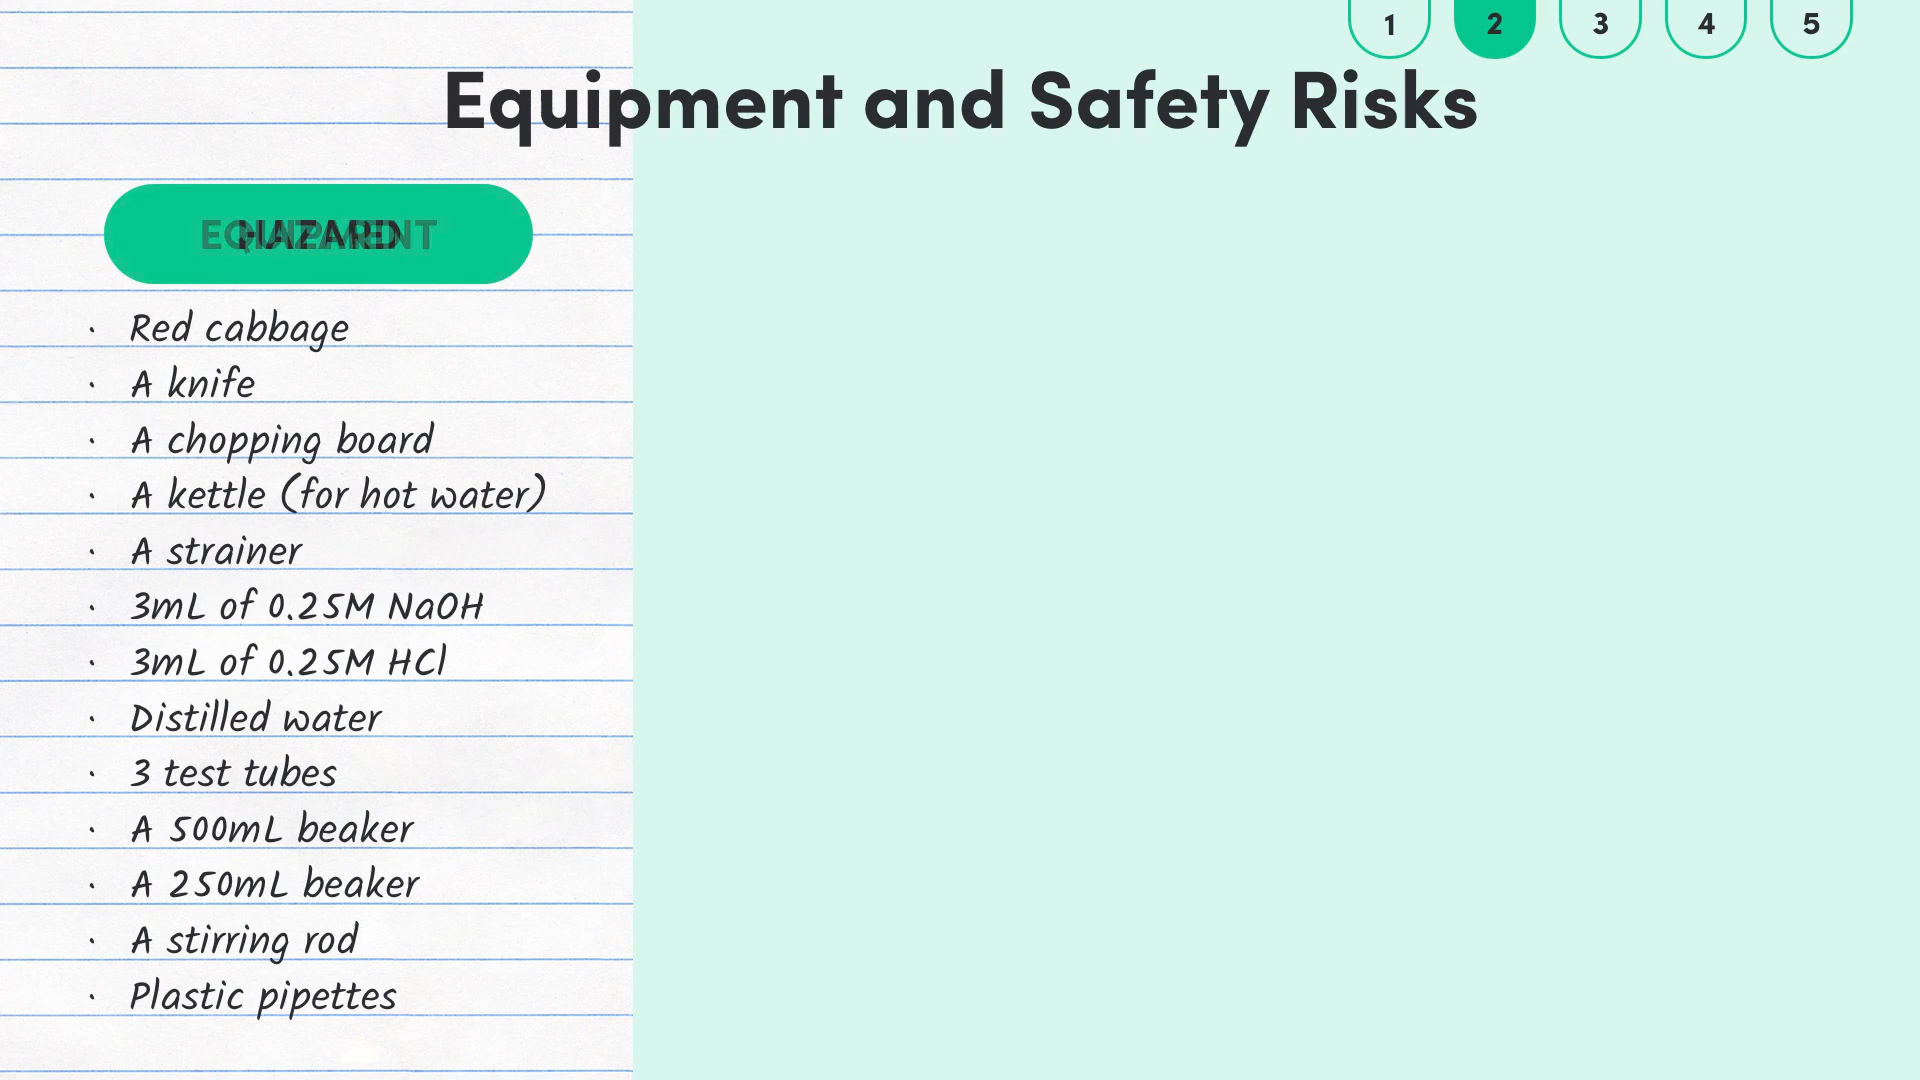 1 2 3 4 5
Equipment and Safety Risks
EQUIPMENT
HAZARD
· Red cabbage
· A knife
· A chopping board
· A kettle (for hot water)
· A strainer
· 3mL of 0.25M NaOH
· 3mL of 0.25M HCl
· Distilled water
· 3 test tubes
· A 500mL beaker
· A 250mL beaker
· A stirring rod
· Plastic pipettes